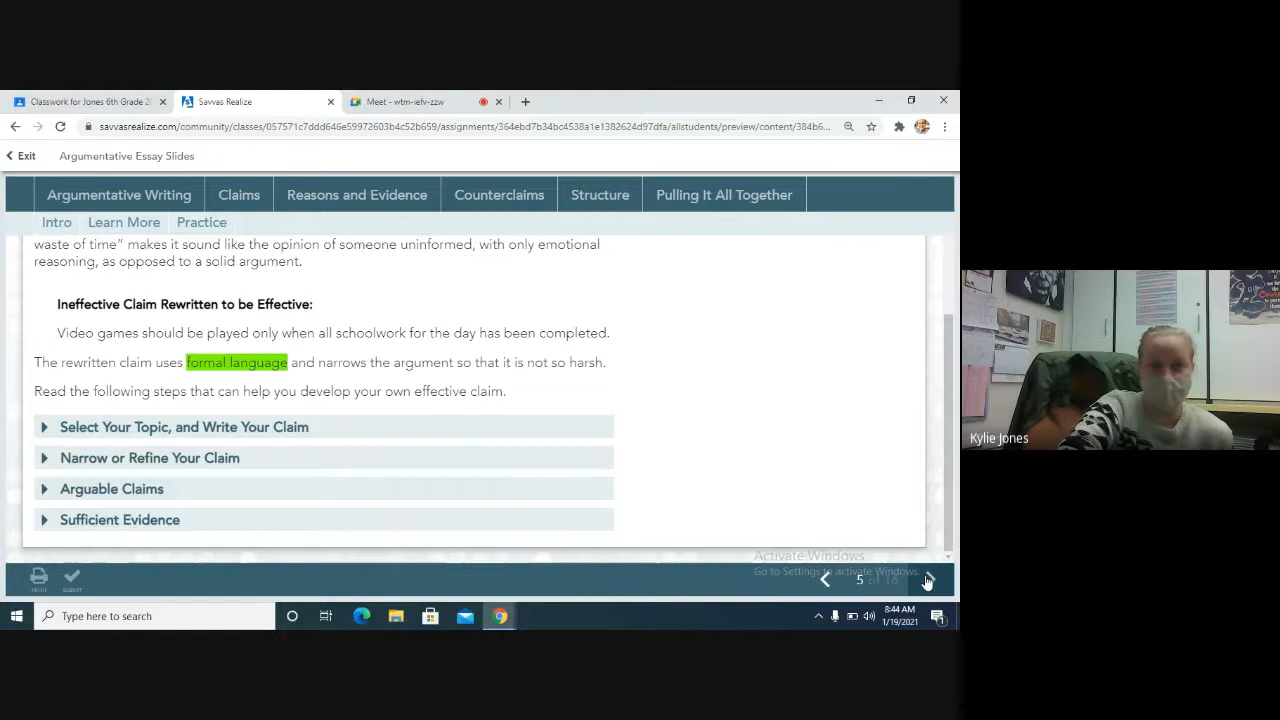 Classwork for Jones 6th Grade 2
Savvas Realize
Meet - wtm-iefv-zzw
savvasrealize.com/community/classes/057571c7ddd646e59972603b4c52b659/assignments/364ebd7b34bc4538a1e1382624d97dfa/allstudents/preview/content/384b6...
Exit
Argumentative Essay Slides
Argumentative Writing
Claims
Reasons and Evidence
Counterclaims
Structure
Pulling It All Together
Intro
Learn More
Practice
waste of time” makes it sound like the opinion of someone uninformed, with only emotional
reasoning, as opposed to a solid argument.
Ineffective Claim Rewritten to be Effective:
Video games should be played only when all schoolwork for the day has been completed.
The rewritten claim uses formal language and narrows the argument so that it is not so harsh.
Read the following steps that can help you develop your own effective claim.
Select Your Topic, and Write Your Claim
Narrow or Refine Your Claim
Arguable Claims
Sufficient Evidence
Kylie Jones
Activate Windows
Go to Settings to activate Windows.
PRINT
SUBMIT
5 of 16
Type here to search
8:44 AM
1/19/2021